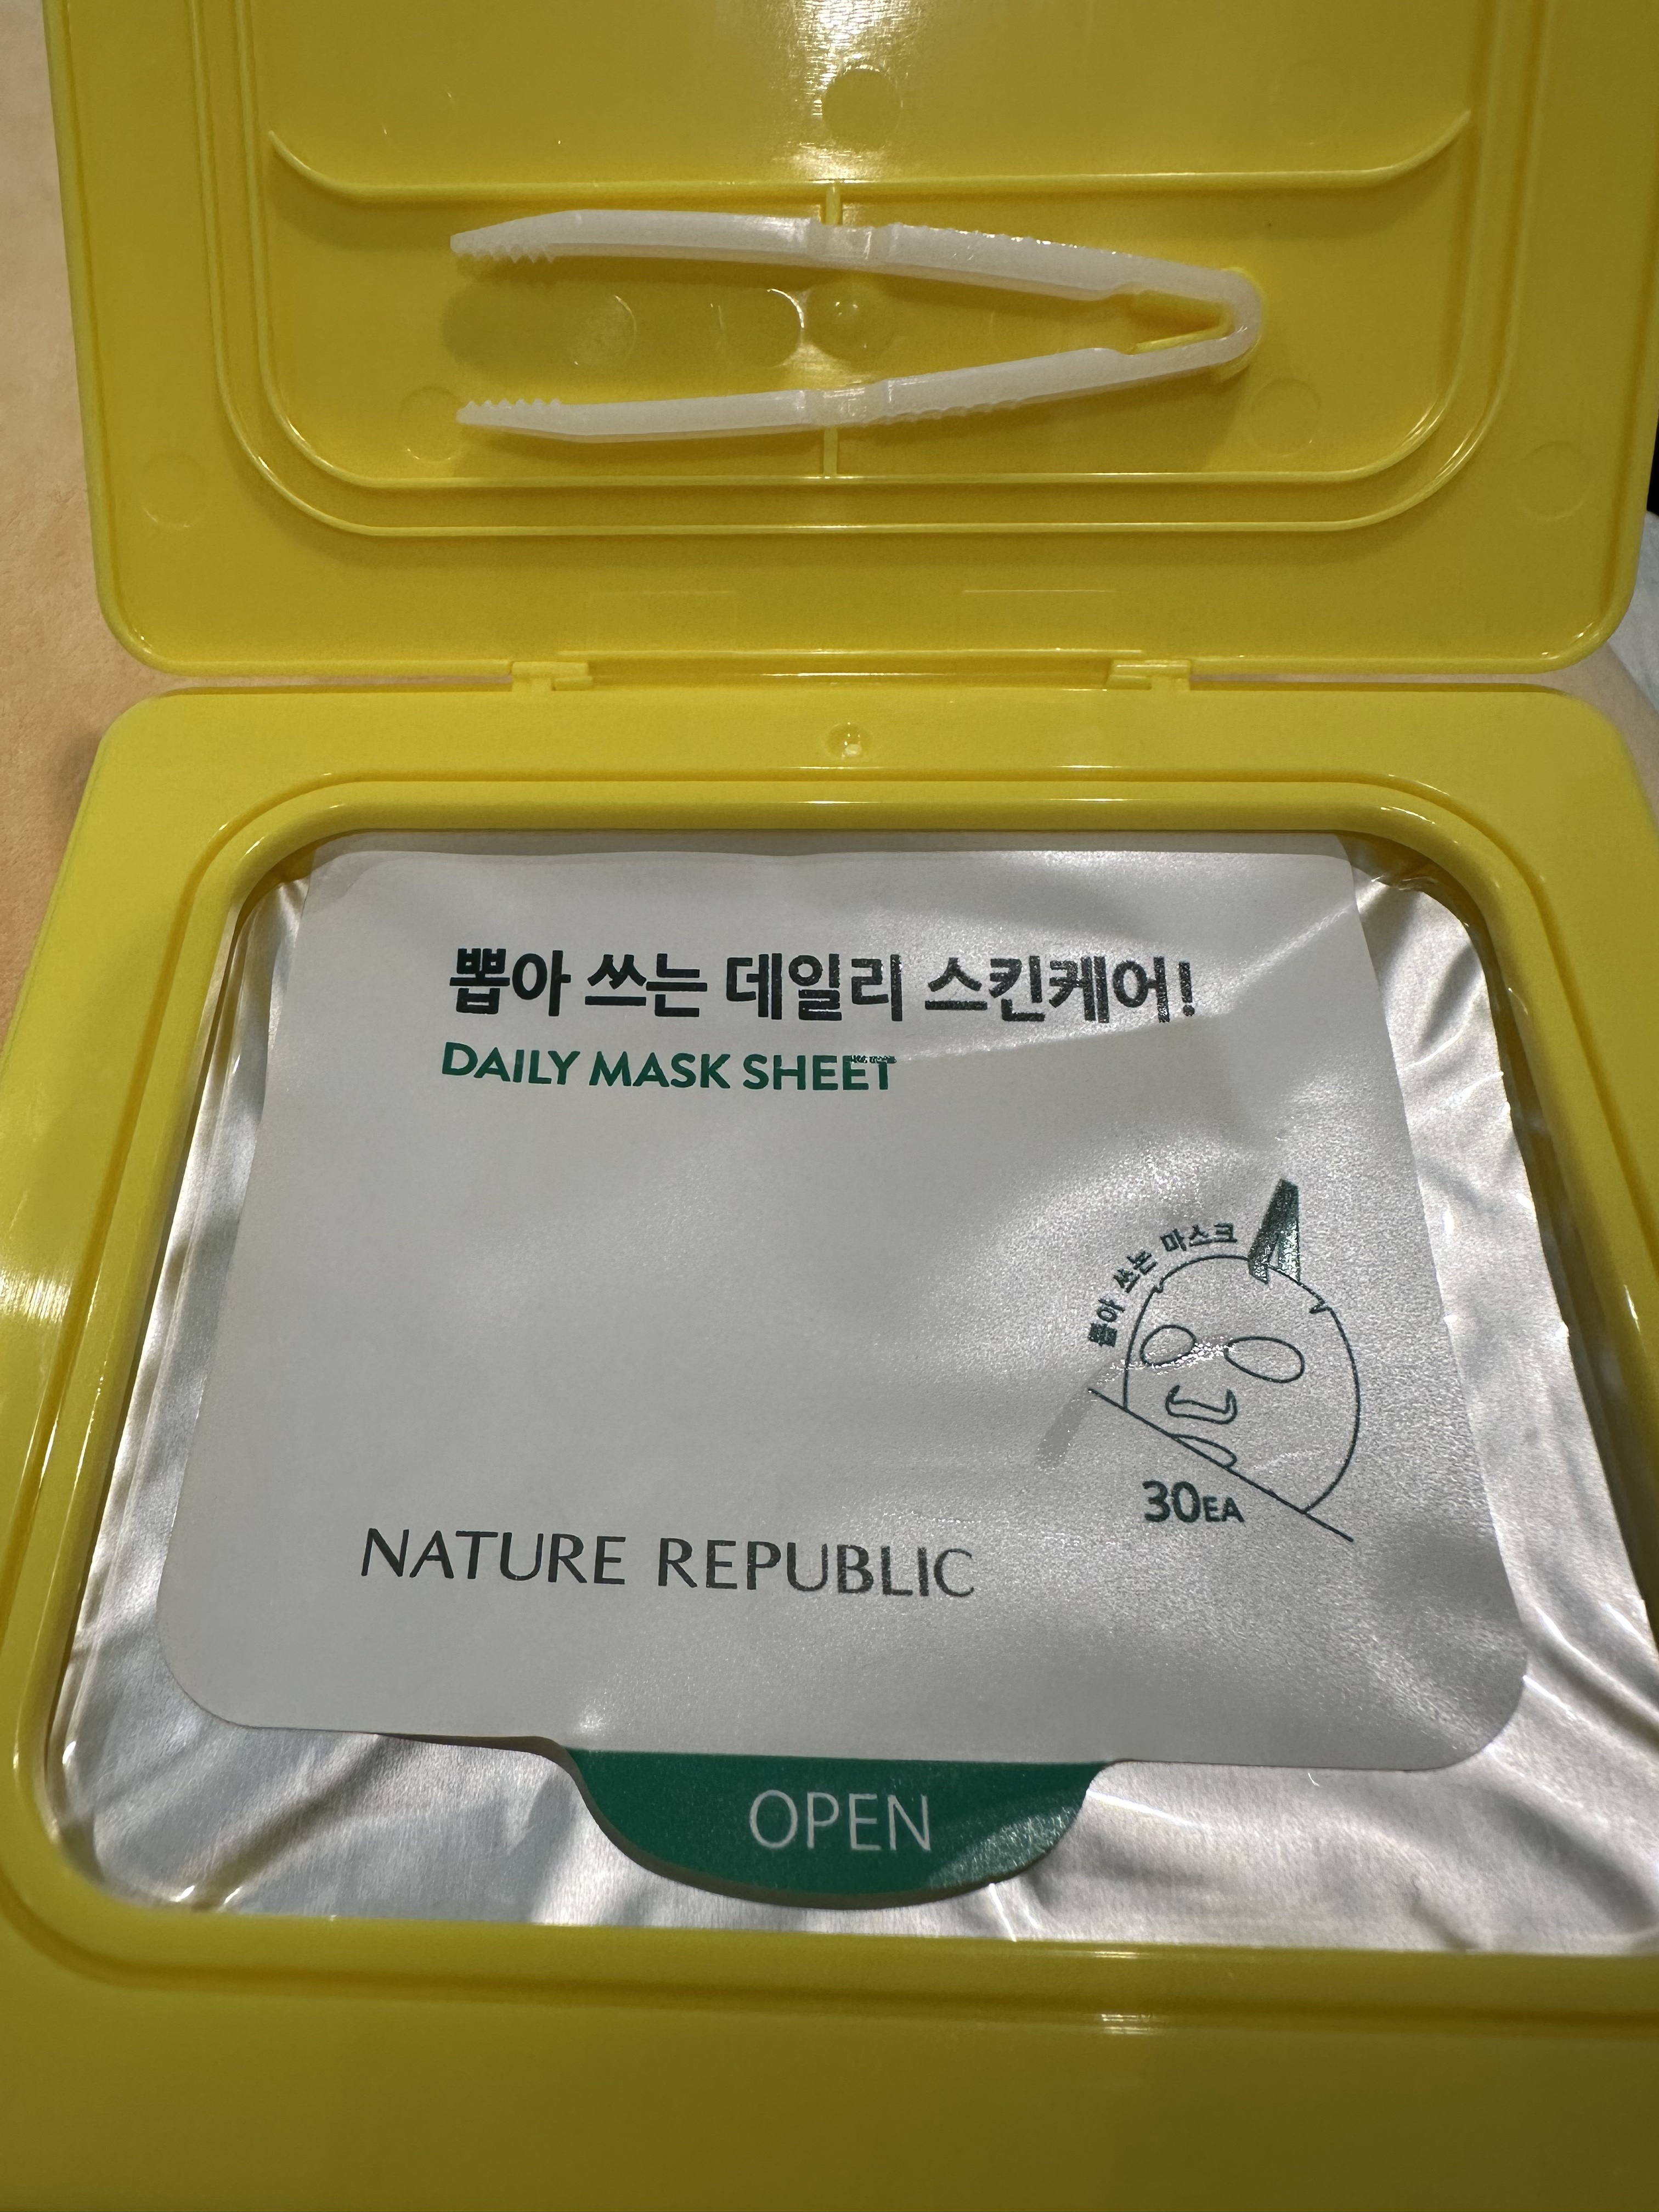 뽑아 쓰는 데일리 스킨케어!
DAILY MASK SHEET
뽑아 쓰는 마스크
30EA
NATURE REPUBLIC
OPEN